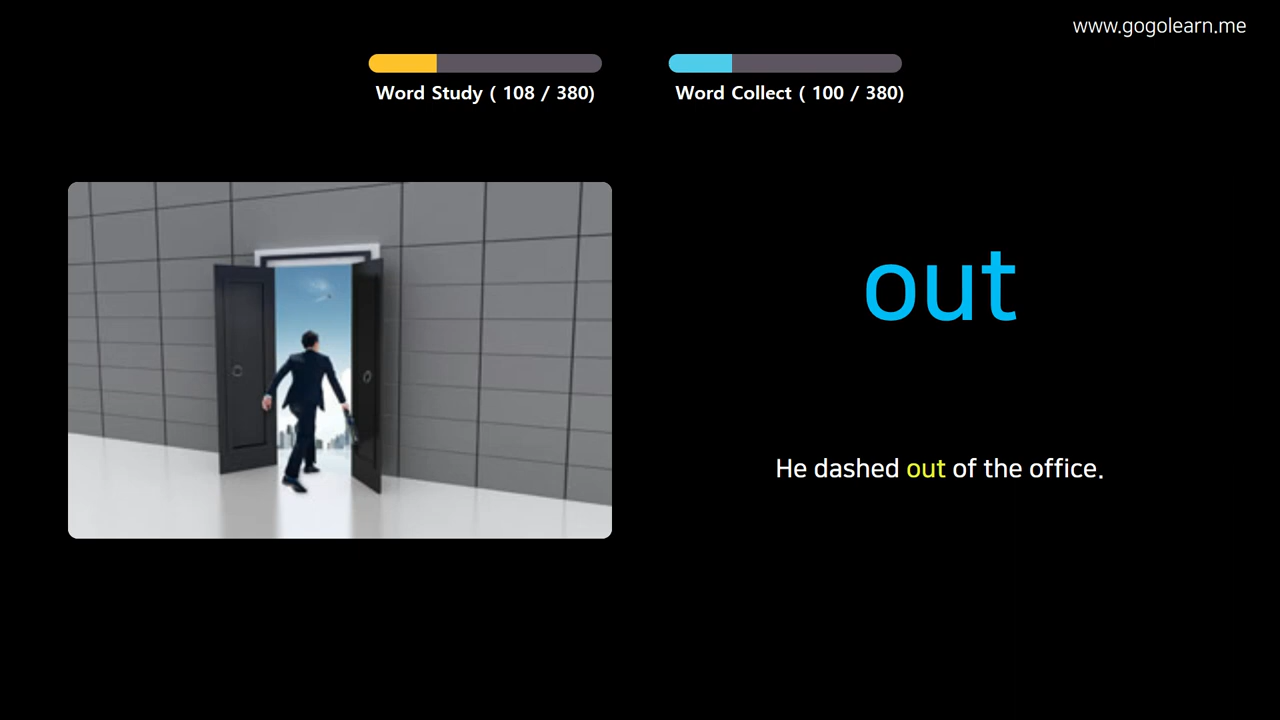 www.gogolearn.me
Word Study ( 108 / 380)
Word Collect ( 100 / 380)
out
He dashed out of the office.